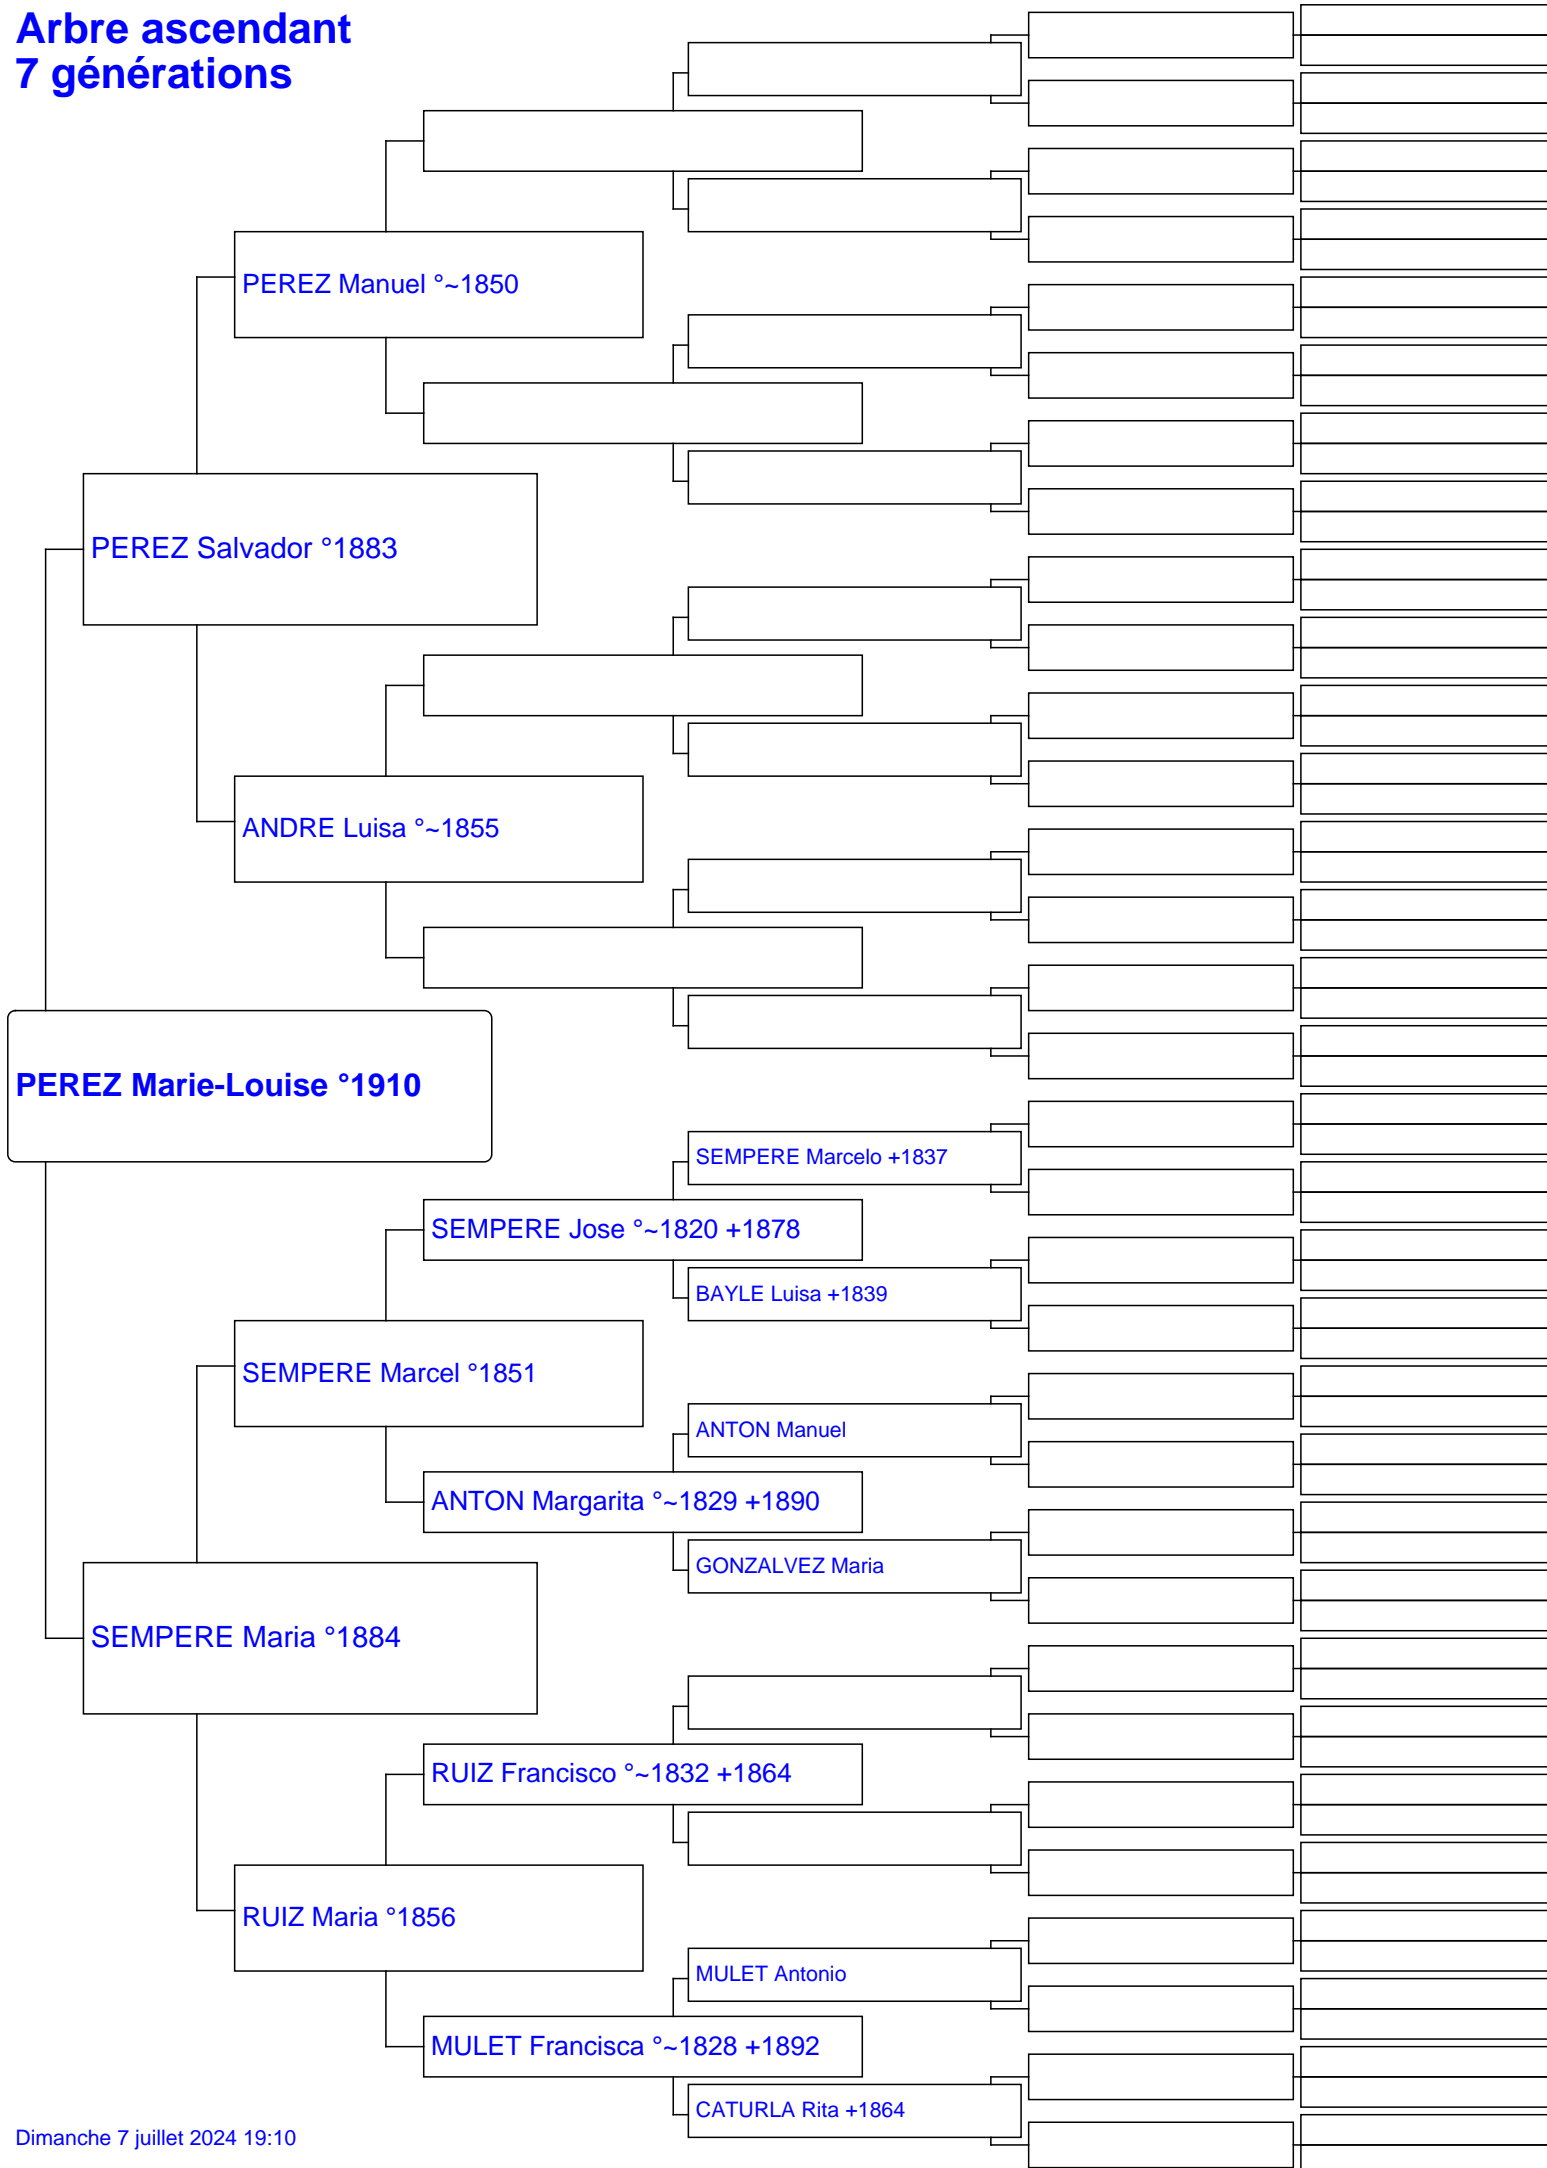 Arbre ascendant
7 générations
PEREZ Manuel °~1850
PEREZ Salvador °1883
ANDRE Luisa °~1855
PEREZ Marie-Louise °1910
SEMPERE Marcelo +1837
SEMPERE Jose °~1820 +1878
BAYLE Luisa +1839
SEMPERE Marcel °1851
ANTON Manuel
ANTON Margarita °~1829 +1890
GONZALVEZ Maria
SEMPERE Maria °1884
RUIZ Francisco °~1832 +1864
RUIZ Maria °1856
MULET Antonio
MULET Francisca °~1828 +1892
CATURLA Rita +1864
Dimanche 7 juillet 2024 19:10